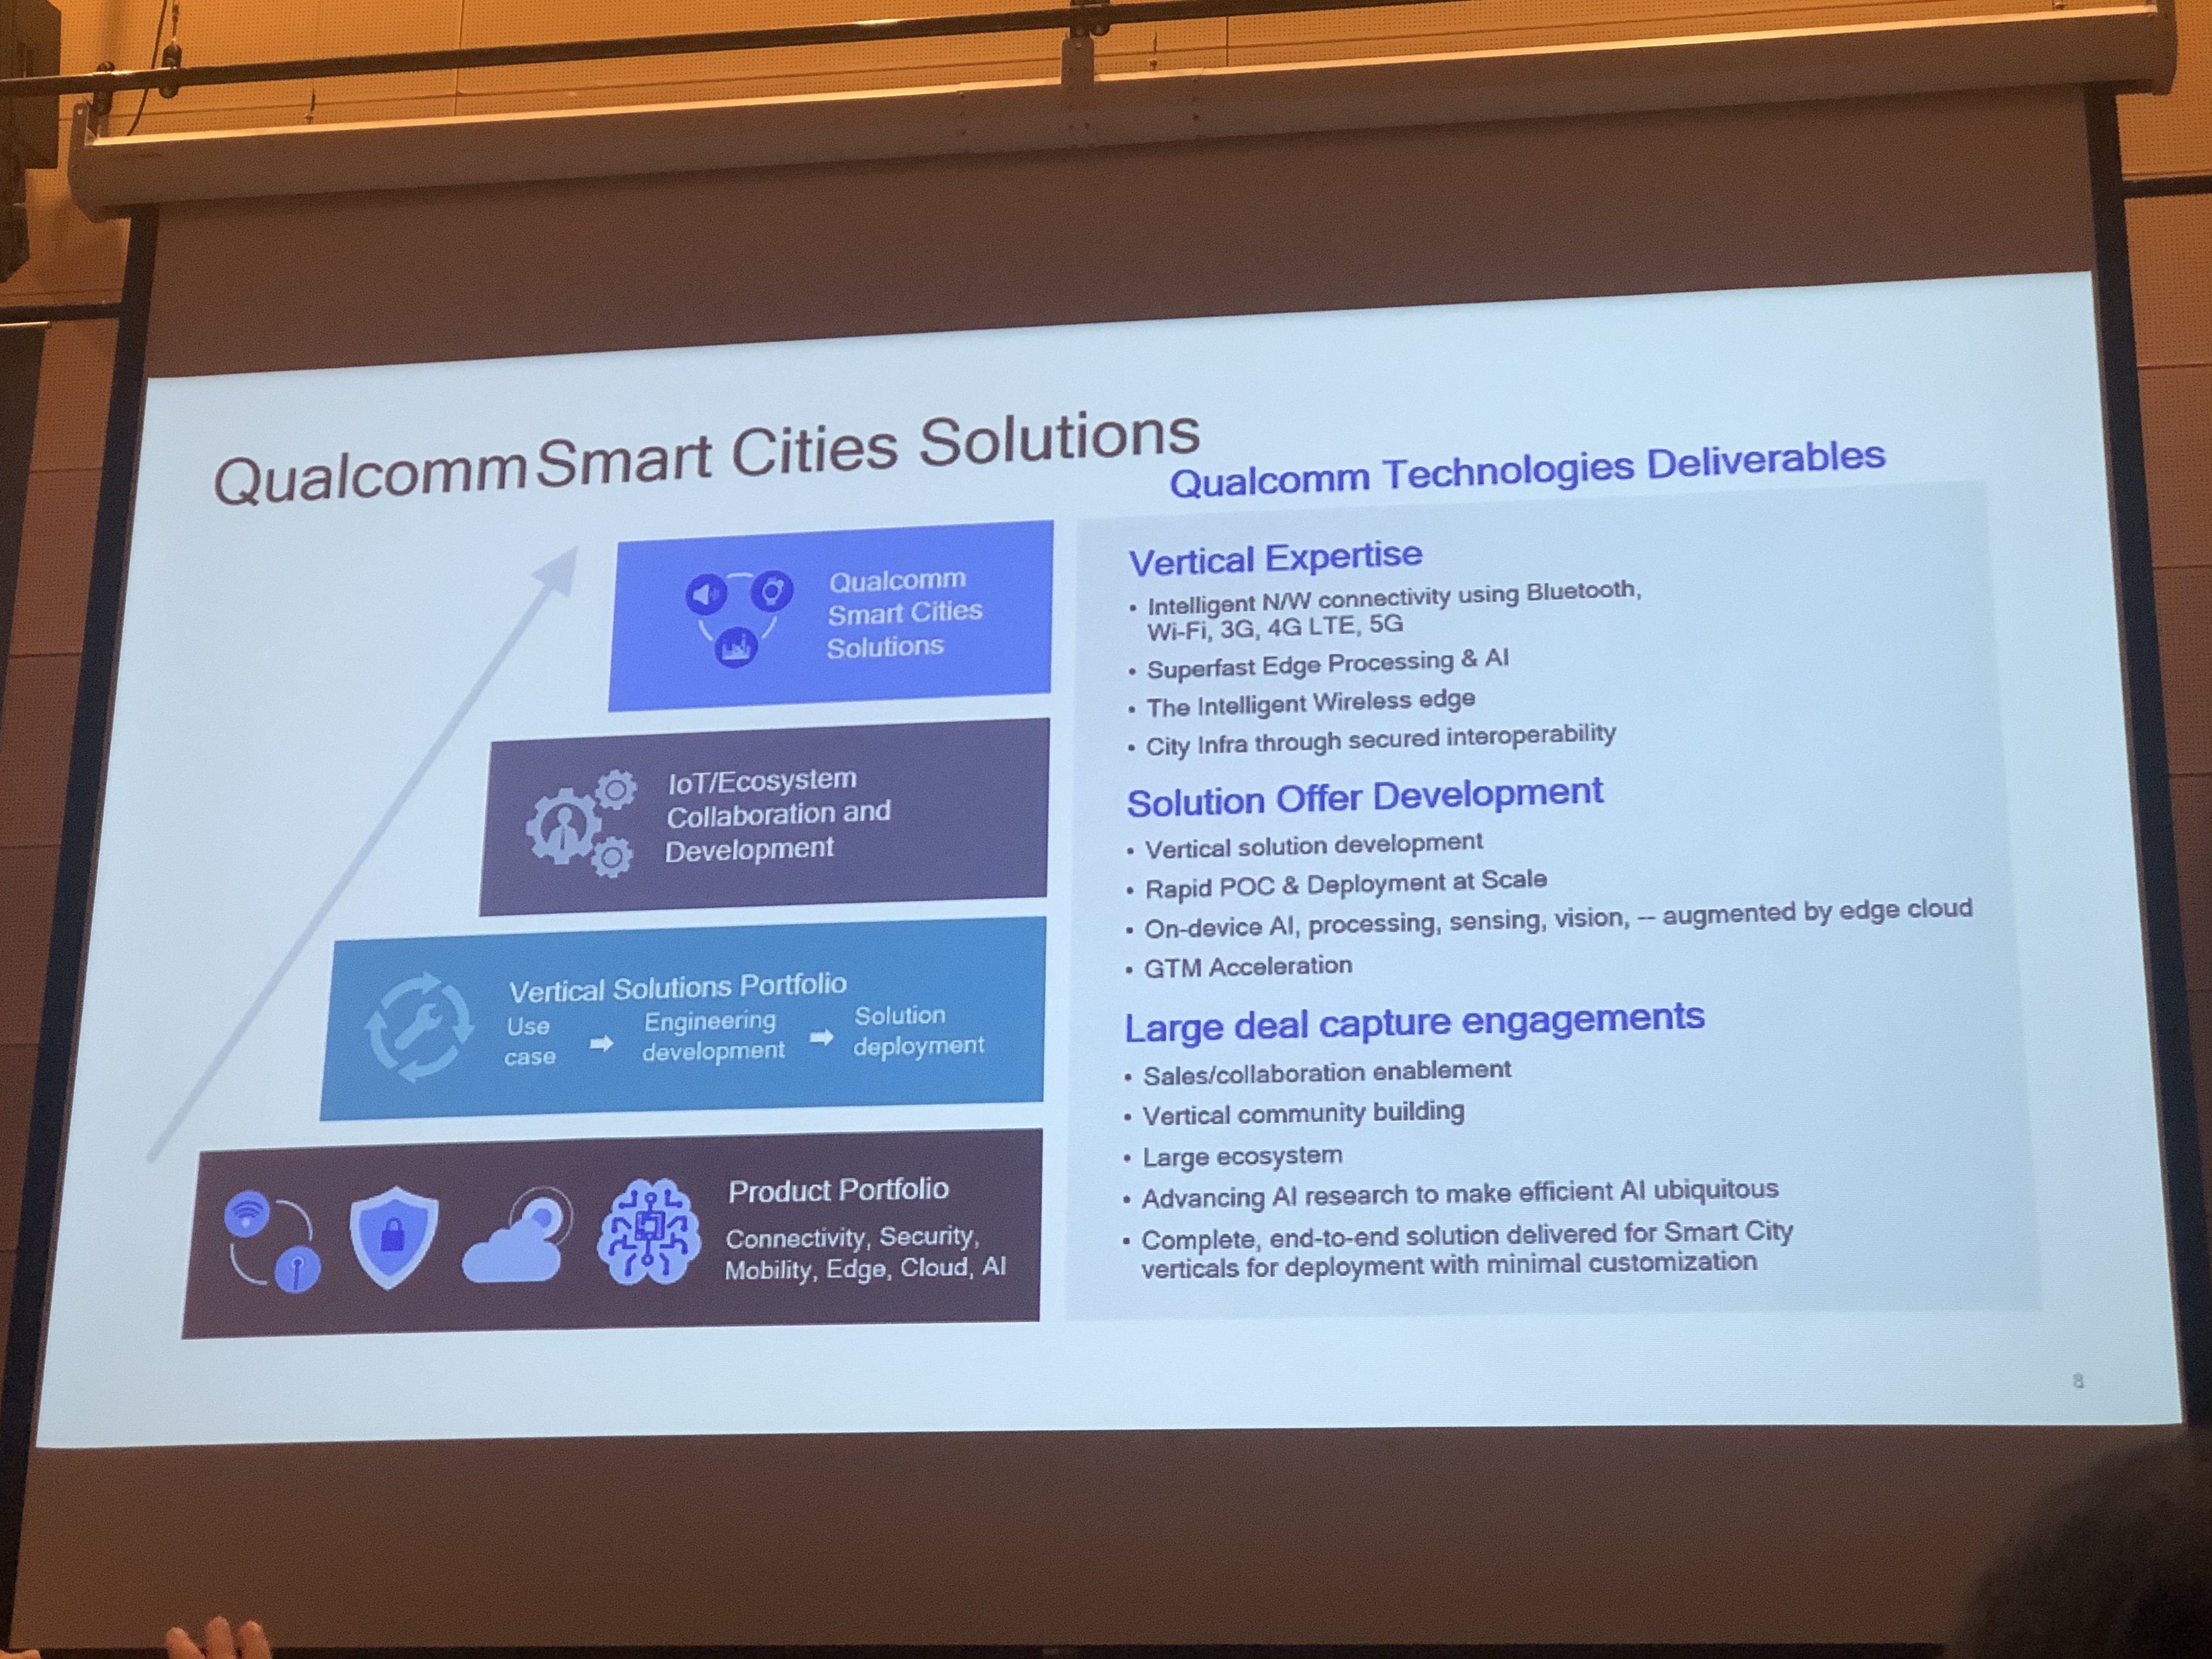 Qualcomm Smart Cities Solutions
Qualcomm
Smart Cities
Solutions
IoT/Ecosystem
Collaboration and
Development
Vertical Solutions Portfolio
Use
case
Engineering
development
Solution
deployment
Product Portfolio
Connectivity, Security,
Mobility, Edge, Cloud, AI
Qualcomm Technologies Deliverables
Vertical Expertise
• Intelligent N/W connectivity using Bluetooth,
Wi-Fi, 3G, 4G LTE, 5G
• Superfast Edge Processing & AI
• The Intelligent Wireless edge
• City Infra through secured interoperability
Solution Offer Development
• Vertical solution development
• Rapid POC & Deployment at Scale
• On-device AI, processing, sensing, vision, -- augmented by edge cloud
• GTM Acceleration
Large deal capture engagements
• Sales/collaboration enablement
• Vertical community building
• Large ecosystem
• Advancing AI research to make efficient AI ubiquitous
• Complete, end-to-end solution delivered for Smart City
verticals for deployment with minimal customization
8